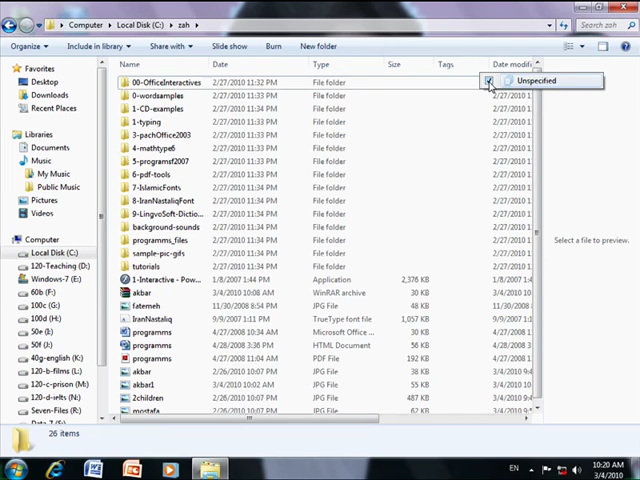 Computer ▸ Local Disk (C:) ▸ zah ▸
Search zah
Organize ▾ Include in library ▾ Share with ▾ Slide show Burn New folder
Favorites
Desktop
Downloads
Recent Places
Libraries
Documents
Music
My Music
Public Music
Pictures
Videos
Computer
Local Disk (C:)
120-Teaching (D:)
Windows-7 (E:)
60b (F:)
100c (G:)
100d (H:)
50e (I:)
50f (J:)
40g-english (K:)
120-b-films (L:)
120-c-prison (M:)
120-d-ielts (N:)
Seven-Files (R:)
Name Date Type Size Tags Date modifi
Unspecified
00-OfficeInteractives 2/27/2010 11:32 PM File folder
0-wordsamples 2/27/2010 11:33 PM File folder 2/27/2010 1
1-CD-examples 2/27/2010 11:33 PM File folder 2/27/2010 1
1-typing 2/27/2010 11:33 PM File folder 2/27/2010 1
3-pachOffice2003 2/27/2010 11:33 PM File folder 2/27/2010 1
4-mathtype6 2/27/2010 11:33 PM File folder 2/27/2010 1
5-programsf2007 2/27/2010 11:33 PM File folder 2/27/2010 1
6-pdf-tools 2/27/2010 11:33 PM File folder 2/27/2010 1
7-IslamicFonts 2/27/2010 11:34 PM File folder 2/27/2010 1
8-IranNastaliqFont 2/27/2010 11:34 PM File folder 2/27/2010 1
9-LingvoSoft-Dictio... 2/27/2010 11:34 PM File folder 2/27/2010 1
background-sounds 2/27/2010 11:34 PM File folder 2/27/2010 1
programms_files 2/27/2010 11:34 PM File folder 2/27/2010 1
sample-pic-gifs 2/27/2010 11:34 PM File folder 2/27/2010 1
tutorials 2/27/2010 11:34 PM File folder 2/27/2010 1
1-Interactive - Pow... 1/8/2007 1:44 PM Application 2,376 KB 1/8/2007 1:4
akbar 3/4/2010 10:08 AM WinRAR archive 30 KB 3/4/2010 10:
fatemeh 11/30/2008 8:54 PM JPG File 48 KB 11/30/2008
IranNastaliq 9/9/2007 1:11 PM TrueType font file 1,057 KB 9/9/2007 1:1
programms 4/27/2008 10:34 AM Microsoft Office ... 30 KB 4/27/2008 1
programms 4/28/2008 3:36 PM HTML Document 56 KB 4/28/2008 3
programms 4/28/2008 11:04 AM PDF File 70 KB 4/28/2008 1
akbar 2/26/2010 10:07 PM JPG File 38 KB 2/26/2010 9:4
akbar1 3/4/2010 10:02 AM JPG File 55 KB 3/4/2010 9:4
2children 2/26/2010 10:07 PM JPG File 487 KB 2/26/2010 9
mostafa 2/26/2010 10:07 PM JPG File
Select a file to preview.
26 items
EN
10:20 AM
3/4/2010